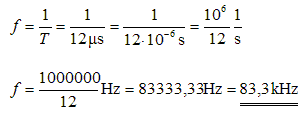 f = 1/T = 1/12μs = 1/12·10⁻⁶ s = 10⁶/12 1/s
f = 1000000/12 Hz = 83333,33Hz = 83,3kHz